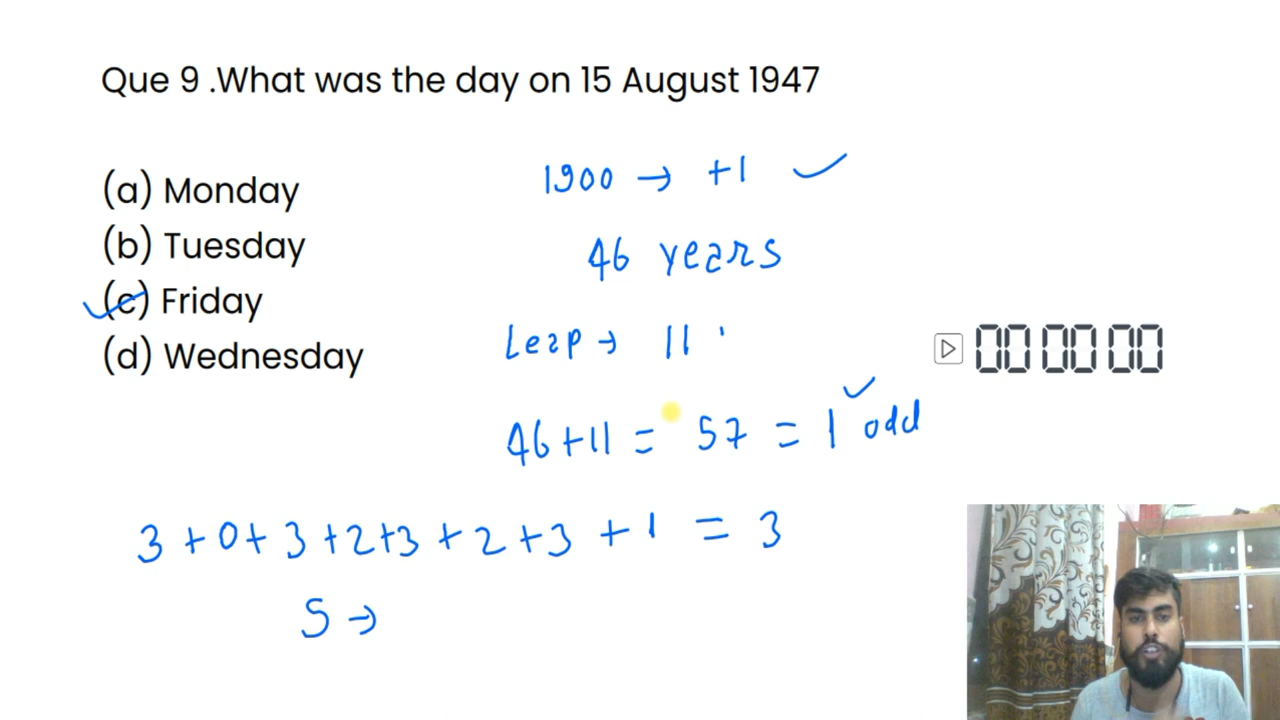 Que 9 .What was the day on 15 August 1947
(a) Monday
(b) Tuesday
(c) Friday
(d) Wednesday
1900 → +1 ✓
46 years
Leap → 11
46+11 = 57 = 1 odd
3 + 0 + 3 + 2 + 3 + 2 + 3 + 1 = 3
5 →
00 00 00